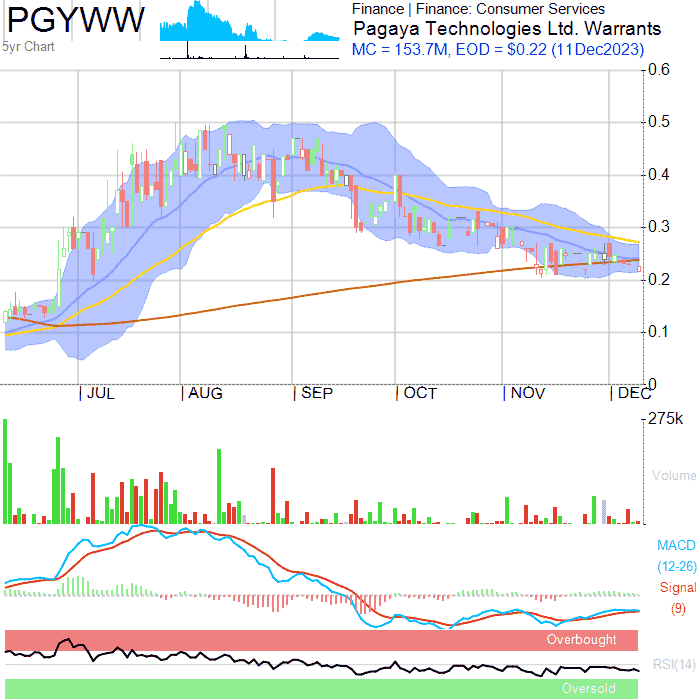 PGYWW
5yr Chart
Finance | Finance: Consumer Services
Pagaya Technologies Ltd. Warrants
MC = 153.7M, EOD = $0.22 (11Dec2023)
0.6
0.5
0.4
0.3
0.2
0.1
0
JUL AUG SEP OCT NOV DEC
275k
Volume
MACD
(12-26)
Signal
(9)
Overbought
RSI(14)
Oversold